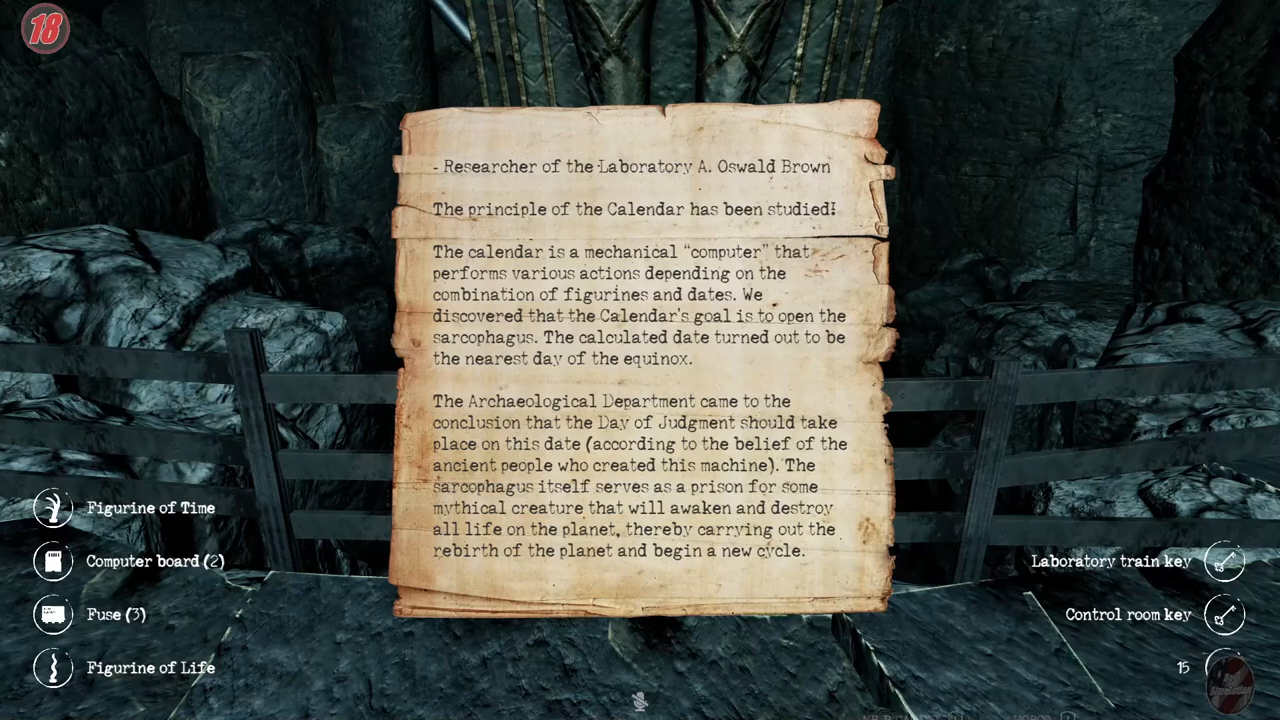 18
- Researcher of the Laboratory A. Oswald Brown
The principle of the Calendar has been studied!
The calendar is a mechanical “computer” that
performs various actions depending on the
combination of figurines and dates. We
discovered that the Calendar's goal is to open the
sarcophagus. The calculated date turned out to be
the nearest day of the equinox.
The Archaeological Department came to the
conclusion that the Day of Judgment should take
place on this date (according to the belief of the
ancient people who created this machine). The
sarcophagus itself serves as a prison for some
mythical creature that will awaken and destroy
all life on the planet, thereby carrying out the
rebirth of the planet and begin a new cycle.
Figurine of Time
Computer board (2)
Fuse (3)
Figurine of Life
Laboratory train key
Control room key
15